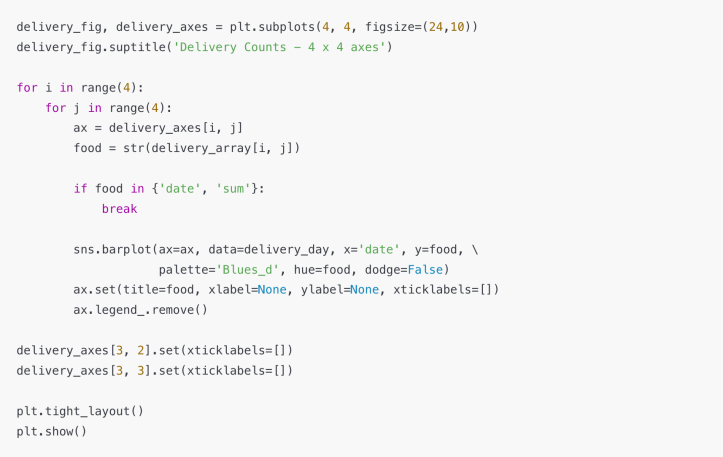 delivery_fig, delivery_axes = plt.subplots(4, 4, figsize=(24,10))
delivery_fig.suptitle('Delivery Counts - 4 x 4 axes')

for i in range(4):
    for j in range(4):
        ax = delivery_axes[i, j]
        food = str(delivery_array[i, j])

        if food in {'date', 'sum'}:
            break

        sns.barplot(ax=ax, data=delivery_day, x='date', y=food, \
                    palette='Blues_d', hue=food, dodge=False)
        ax.set(title=food, xlabel=None, ylabel=None, xticklabels=[])
        ax.legend_.remove()

delivery_axes[3, 2].set(xticklabels=[])
delivery_axes[3, 3].set(xticklabels=[])

plt.tight_layout()
plt.show()